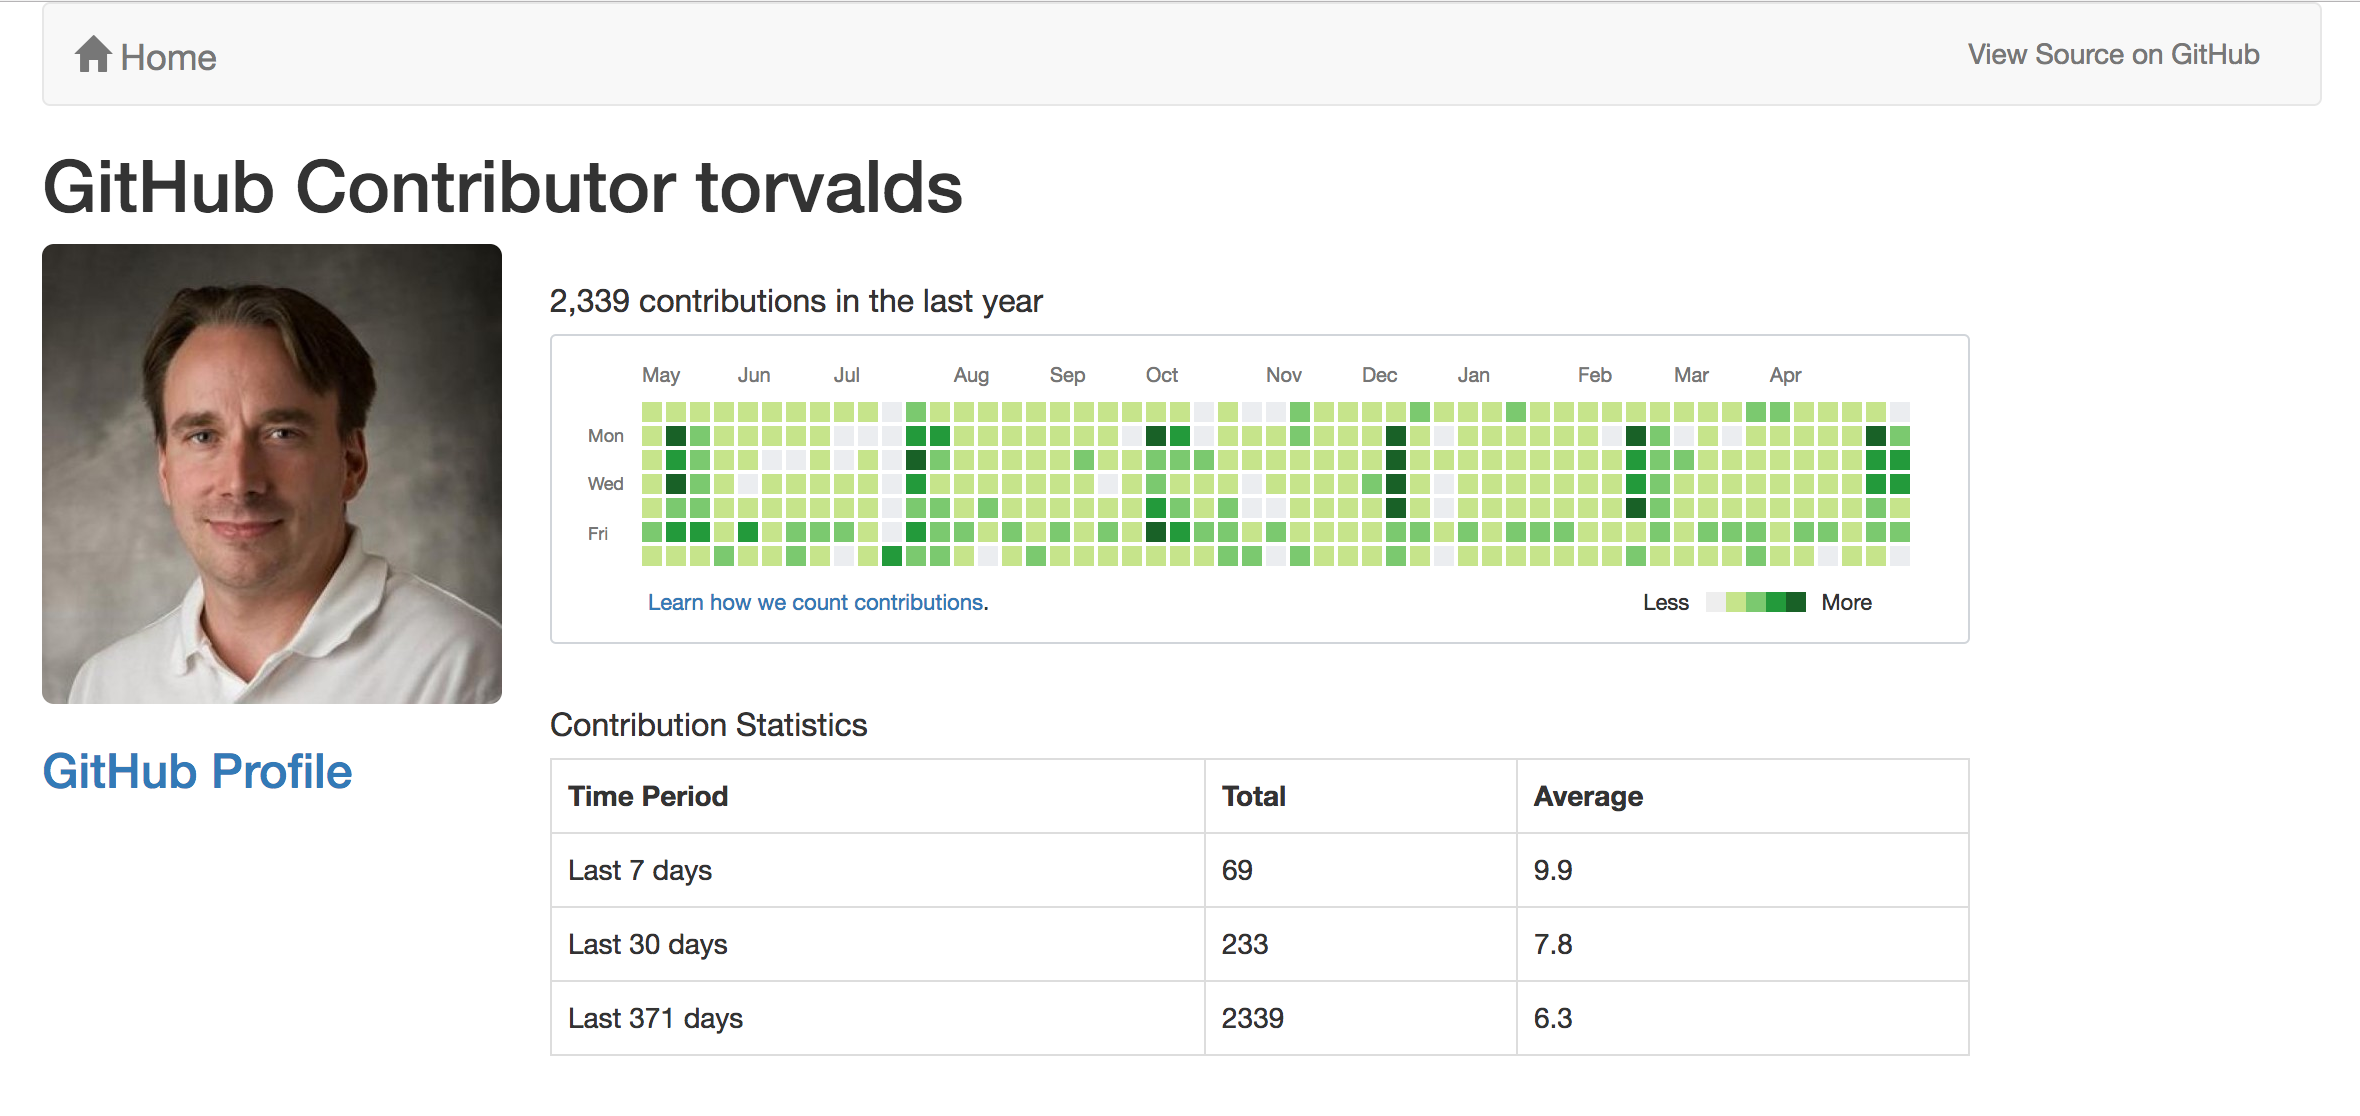 Home
View Source on GitHub
GitHub Contributor torvalds
2,339 contributions in the last year
May Jun Jul Aug Sep Oct Nov Dec Jan Feb Mar Apr
Mon
Wed
Fri
Learn how we count contributions.
Less More
GitHub Profile
Contribution Statistics
Time Period Total Average
Last 7 days 69 9.9
Last 30 days 233 7.8
Last 371 days 2339 6.3